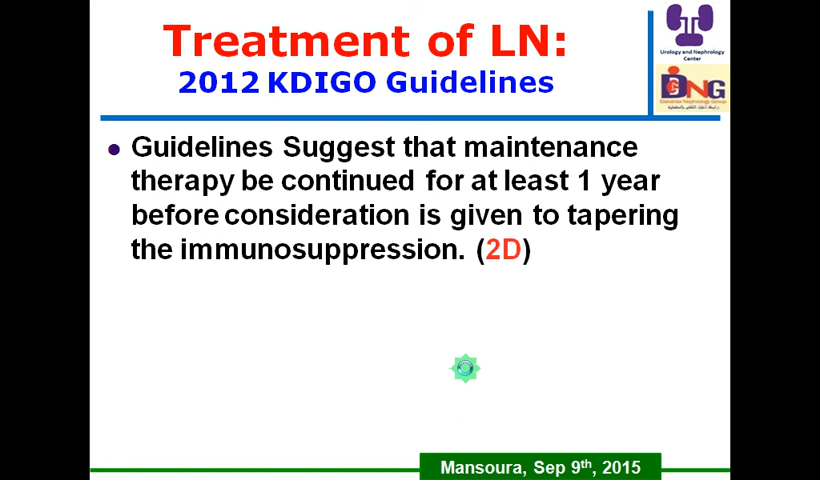 Treatment of LN:
2012 KDIGO Guidelines
Urology and Nephrology
Center
DNG
• Guidelines Suggest that maintenance
therapy be continued for at least 1 year
before consideration is given to tapering
the immunosuppression. (2D)
Mansoura, Sep 9th, 2015